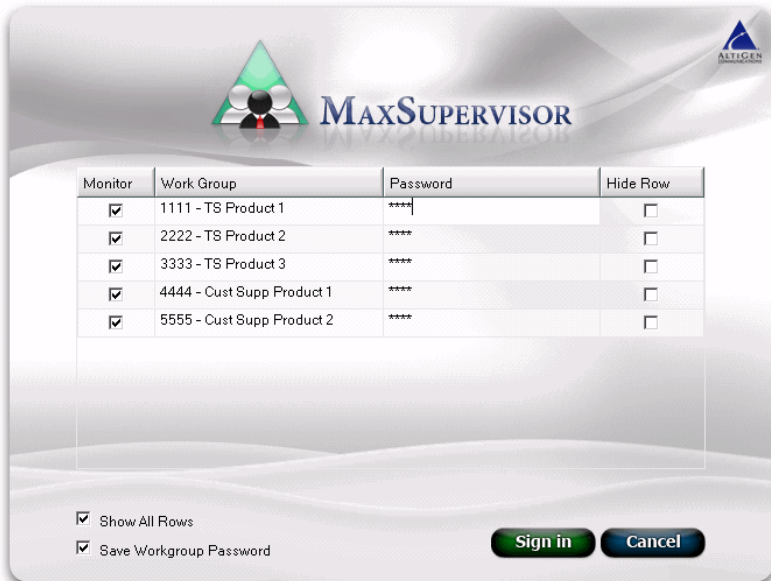 ALTIGEN
COMMUNICATIONS
MAXSUPERVISOR
Monitor Work Group Password Hide Row
1111 - TS Product 1 ****
2222 - TS Product 2 ****
3333 - TS Product 3 ****
4444 - Cust Supp Product 1 ****
5555 - Cust Supp Product 2 ****
Show All Rows
Save Workgroup Password
Sign in Cancel